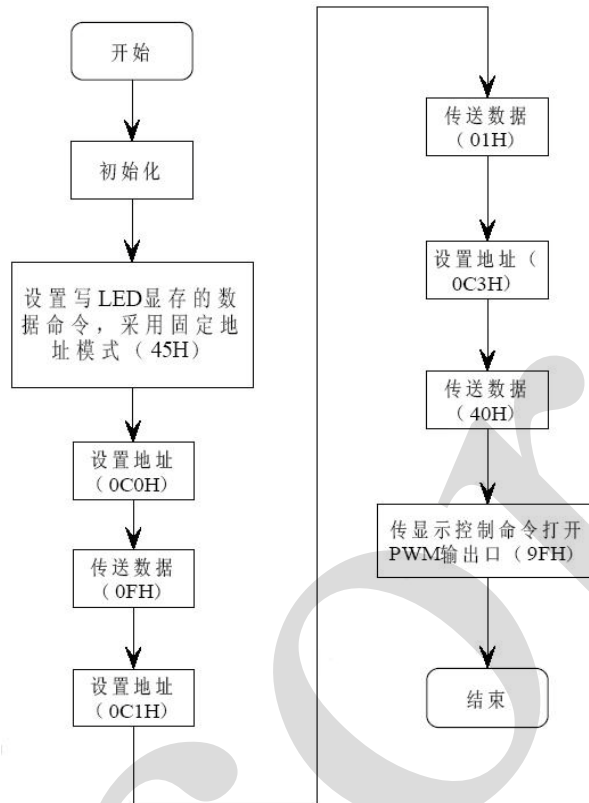 开始
初始化
设置写LED显存的数
据命令，采用固定地
址模式（45H）
设置地址
（0C0H）
传送数据
（0FH）
设置地址
（0C1H）
传送数据
（01H）
设置地址（
0C3H）
传送数据
（40H）
传显示控制命令打开
PWM输出口（9FH）
结束